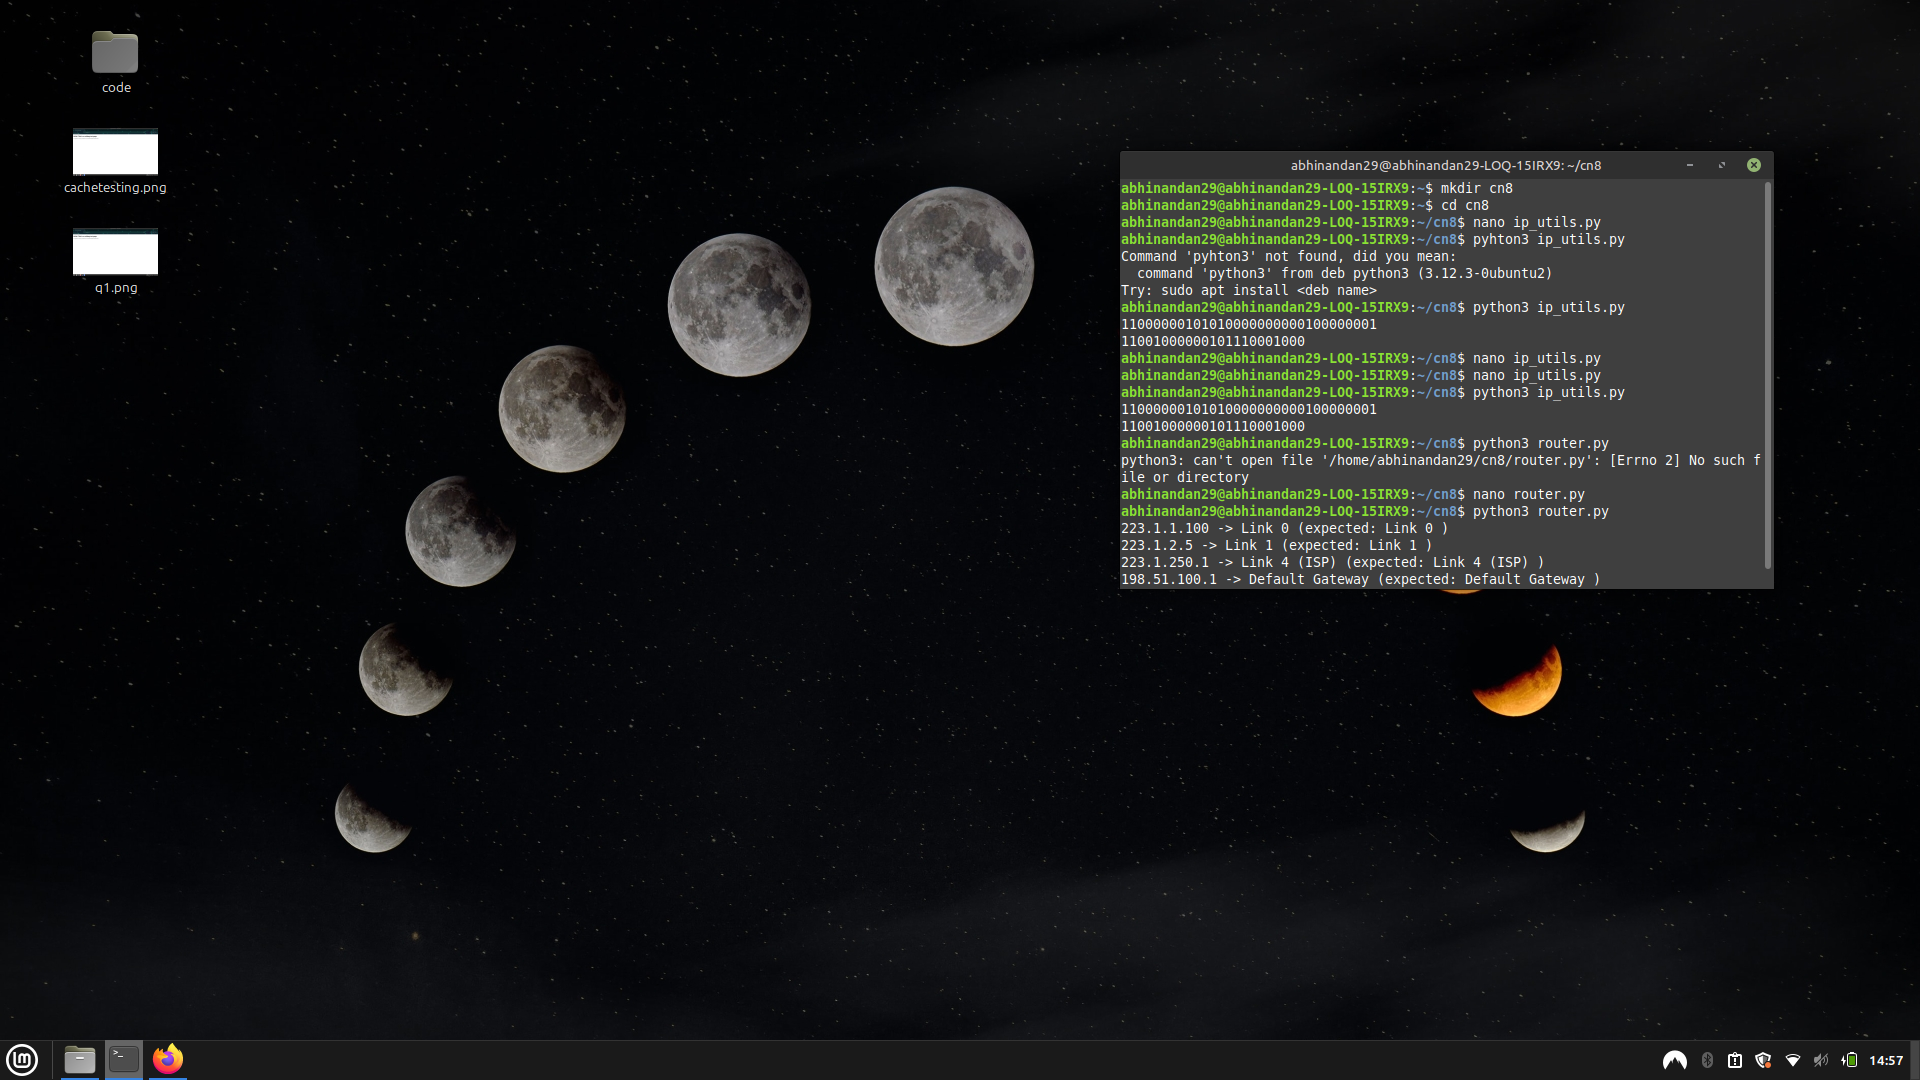 code
cachetesting.png
q1.png
abhinandan29@abhinandan29-LOQ-15IRX9: ~/cn8
abhinandan29@abhinandan29-LOQ-15IRX9:~$ mkdir cn8
abhinandan29@abhinandan29-LOQ-15IRX9:~$ cd cn8
abhinandan29@abhinandan29-LOQ-15IRX9:~/cn8$ nano ip_utils.py
abhinandan29@abhinandan29-LOQ-15IRX9:~/cn8$ pyhton3 ip_utils.py
Command 'pyhton3' not found, did you mean:
  command 'python3' from deb python3 (3.12.3-0ubuntu2)
Try: sudo apt install <deb name>
abhinandan29@abhinandan29-LOQ-15IRX9:~/cn8$ python3 ip_utils.py
11000000101010000000000100000001
11001000000101110001000
abhinandan29@abhinandan29-LOQ-15IRX9:~/cn8$ nano ip_utils.py
abhinandan29@abhinandan29-LOQ-15IRX9:~/cn8$ nano ip_utils.py
abhinandan29@abhinandan29-LOQ-15IRX9:~/cn8$ python3 ip_utils.py
11000000101010000000000100000001
11001000000101110001000
abhinandan29@abhinandan29-LOQ-15IRX9:~/cn8$ python3 router.py
python3: can't open file '/home/abhinandan29/cn8/router.py': [Errno 2] No such f
ile or directory
abhinandan29@abhinandan29-LOQ-15IRX9:~/cn8$ nano router.py
abhinandan29@abhinandan29-LOQ-15IRX9:~/cn8$ python3 router.py
223.1.1.100 -> Link 0 (expected: Link 0 )
223.1.2.5 -> Link 1 (expected: Link 1 )
223.1.250.1 -> Link 4 (ISP) (expected: Link 4 (ISP) )
198.51.100.1 -> Default Gateway (expected: Default Gateway )
14:57